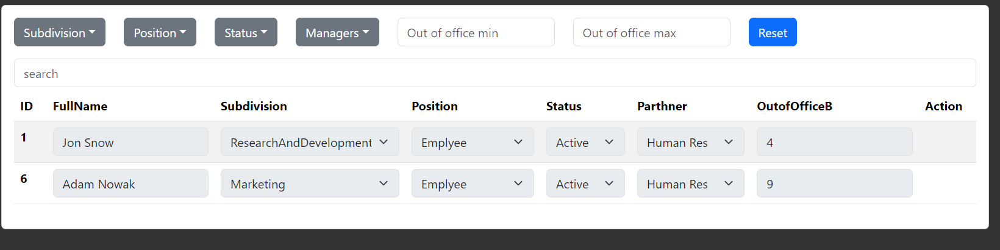 Subdivision Position Status Managers Out of office min Out of office max Reset
search
ID FullName Subdivision Position Status Parthner OutofOfficeB Action
1 Jon Snow ResearchAndDevelopment Emplyee Active Human Res 4
6 Adam Nowak Marketing Emplyee Active Human Res 9